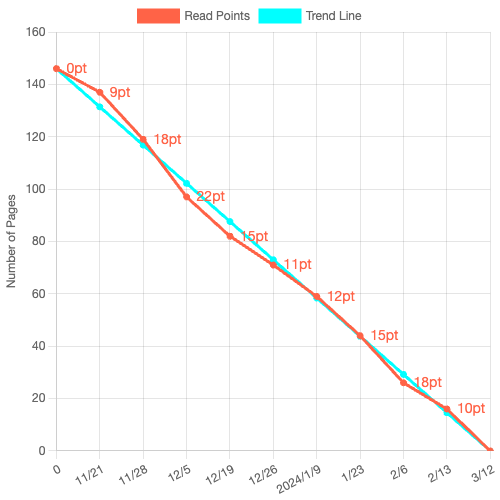 Read Points Trend Line
160
140
120
100
80
60
40
20
0
Number of Pages
0pt
9pt
18pt
22pt
15pt
11pt
12pt
15pt
18pt
10pt
0 11/21 11/28 12/5 12/19 12/26 2024/1/9 1/23 2/6 2/13 3/12